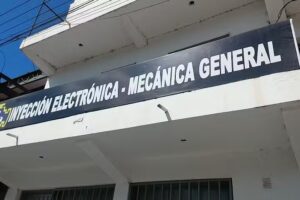 INYECCIÓN ELECTRÓNICA - MECÁNICA GENERAL